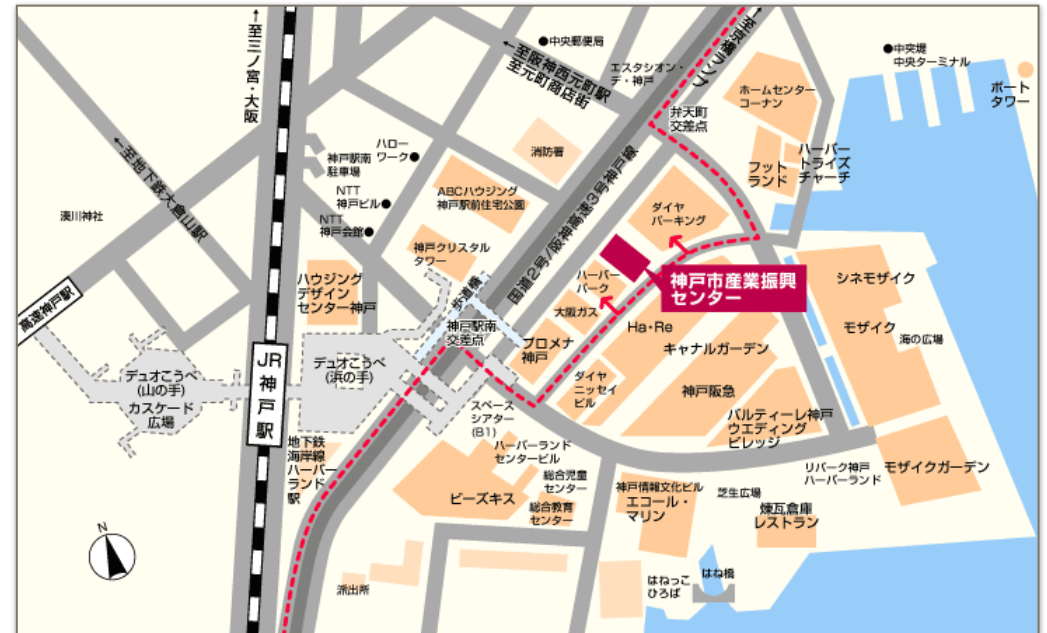 ←至三ノ宮・大阪
●中央郵便局
←至阪神西元町駅
至元町商店街
エスタシオン・
デ・神戸
←至京橋ランプ
ホームセンター
コーナン
●中央堤
中央ターミナル
ポート
タワー
弁天町
交差点
ハーバー
トライズ
チャーチ
フット
ランド
←至地下鉄大倉山駅
ハロー
ワーク●
神戸駅南
駐車場
NTT
神戸ビル●
NTT
神戸会館●
消防署
ABCハウジング
神戸駅前住宅公園
国道2号/阪神高速3号神戸線
ダイヤ
パーキング
湊川神社
神戸クリスタル
タワー
ハウジング
デザイン
センター神戸
歩道橋
ハーバー
パーク
大阪ガス
神戸市産業振興
センター
シネモザイク
モザイク
海の広場
高速神戸駅
神戸駅南
交差点
プロメナ
神戸
Ha・Re
キャナルガーデン
JR
神
戸
駅
デュオこうべ
(山の手)
カスケード
広場
デュオこうべ
(浜の手)
ダイヤ
ニッセイ
ビル
神戸阪急
スペース
シアター
(B1)
パルティーレ神戸
ウエディング
ビレッジ
地下鉄
海岸線
ハーバー
ランド
駅
ハーバーランド
センタービル
総合児童
センター
ビーズキス
総合教育
センター
神戸情報文化ビル
エコール・
マリン
芝生広場
リパーク神戸
ハーバーランド
モザイクガーデン
煉瓦倉庫
レストラン
N
派出所
はねっこ
ひろば
はね橋